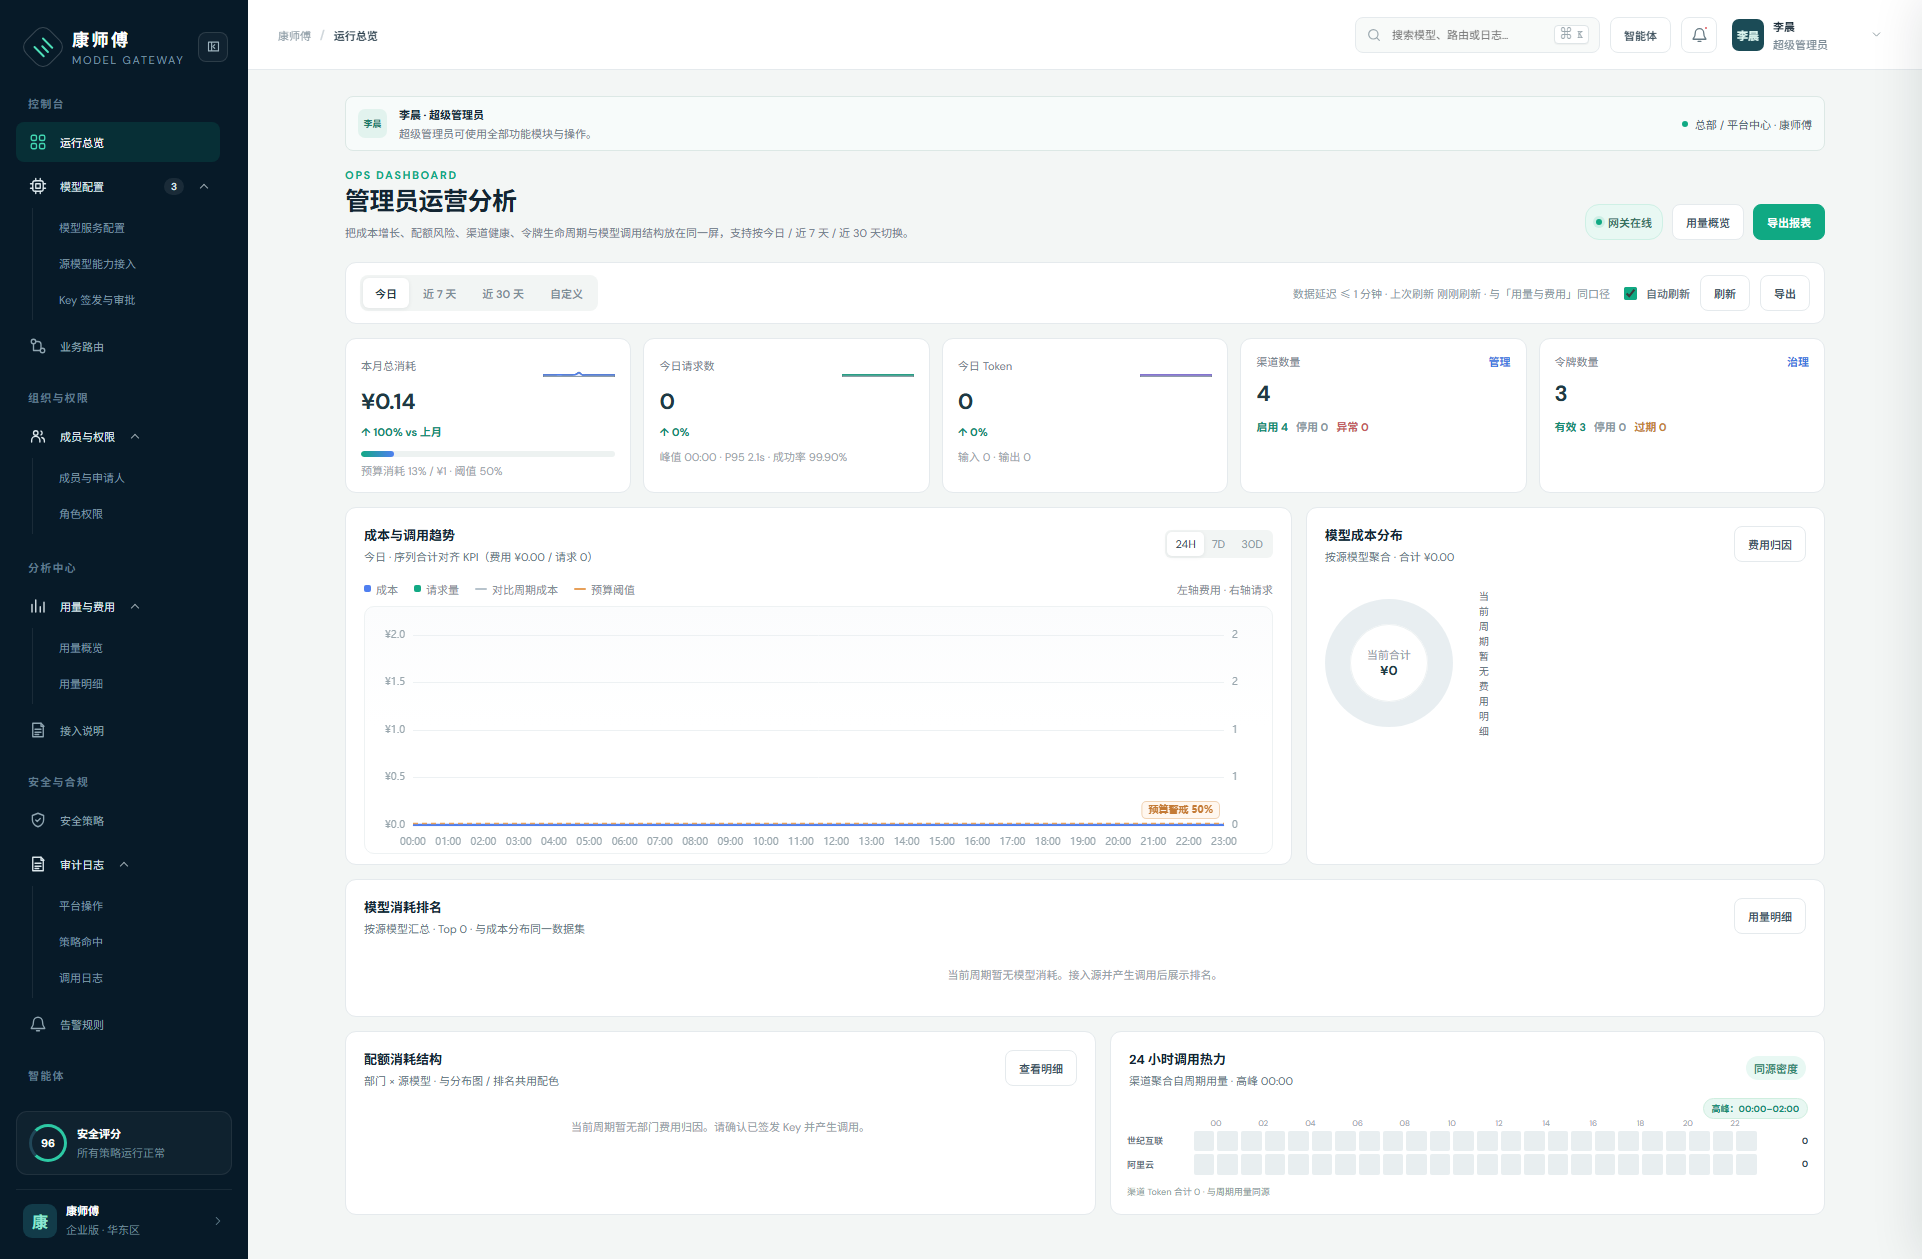 康师傅
MODEL GATEWAY
控制台
运行总览
模型配置 3
模型服务配置
源模型能力接入
Key 签发与审批
业务路由
组织与权限
成员与权限
成员与申请人
角色权限
分析中心
用量与费用
用量概览
用量明细
接入说明
安全与合规
安全策略
审计日志
平台操作
策略命中
调用日志
告警规则
智能体
96
安全评分
所有策略运行正常
康
康师傅
企业版 · 华东区
康师傅 / 运行总览
搜索模型、路由或日志... ⌘ K
智能体
李晨
李晨
超级管理员
李晨
李晨 · 超级管理员
超级管理员可使用全部功能模块与操作。
总部 / 平台中心 · 康师傅
OPS DASHBOARD
管理员运营分析
把成本增长、配额风险、渠道健康、令牌生命周期与模型调用结构放在同一屏，支持按今日 / 近 7 天 / 近 30 天切换。
网关在线
用量概览
导出报表
今日 近 7 天 近 30 天 自定义
数据延迟 ≤ 1 分钟 · 上次刷新 刚刚刷新 · 与「用量与费用」同口径
自动刷新
刷新
导出
本月总消耗
¥0.14
↑ 100% vs 上月
预算消耗 13% / ¥1 · 阈值 50%
今日请求数
0
↑ 0%
峰值 00:00 · P95 2.1s · 成功率 99.90%
今日 Token
0
↑ 0%
输入 0 · 输出 0
渠道数量 管理
4
启用 4 停用 0 异常 0
令牌数量 治理
3
有效 3 停用 0 过期 0
成本与调用趋势
今日 · 序列合计对齐 KPI（费用 ¥0.00 / 请求 0）
24H 7D 30D
成本 请求量 对比周期成本 预算阈值
左轴费用 · 右轴请求
¥2.0 2
¥1.5 2
¥1.0 1
¥0.5 1
预算警戒 50%
¥0.0 0
00:00 01:00 02:00 03:00 04:00 05:00 06:00 07:00 08:00 09:00 10:00 11:00 12:00 13:00 14:00 15:00 16:00 17:00 18:00 19:00 20:00 21:00 22:00 23:00
模型成本分布
按源模型聚合 · 合计 ¥0.00
费用归因
当前合计
¥0
当前周期暂无费用明细
模型消耗排名
按源模型汇总 · Top 0 · 与成本分布同一数据集
用量明细
当前周期暂无模型消耗。接入源并产生调用后展示排名。
配额消耗结构
部门 × 源模型 · 与分布图 / 排名共用配色
查看明细
当前周期暂无部门费用归因。请确认已签发 Key 并产生调用。
24 小时调用热力
渠道聚合自周期用量 · 高峰 00:00
同源密度
高峰：00:00–02:00
00 02 04 06 08 10 12 14 16 18 20 22
世纪互联 0
阿里云 0
渠道 Token 合计 0 · 与周期用量同源